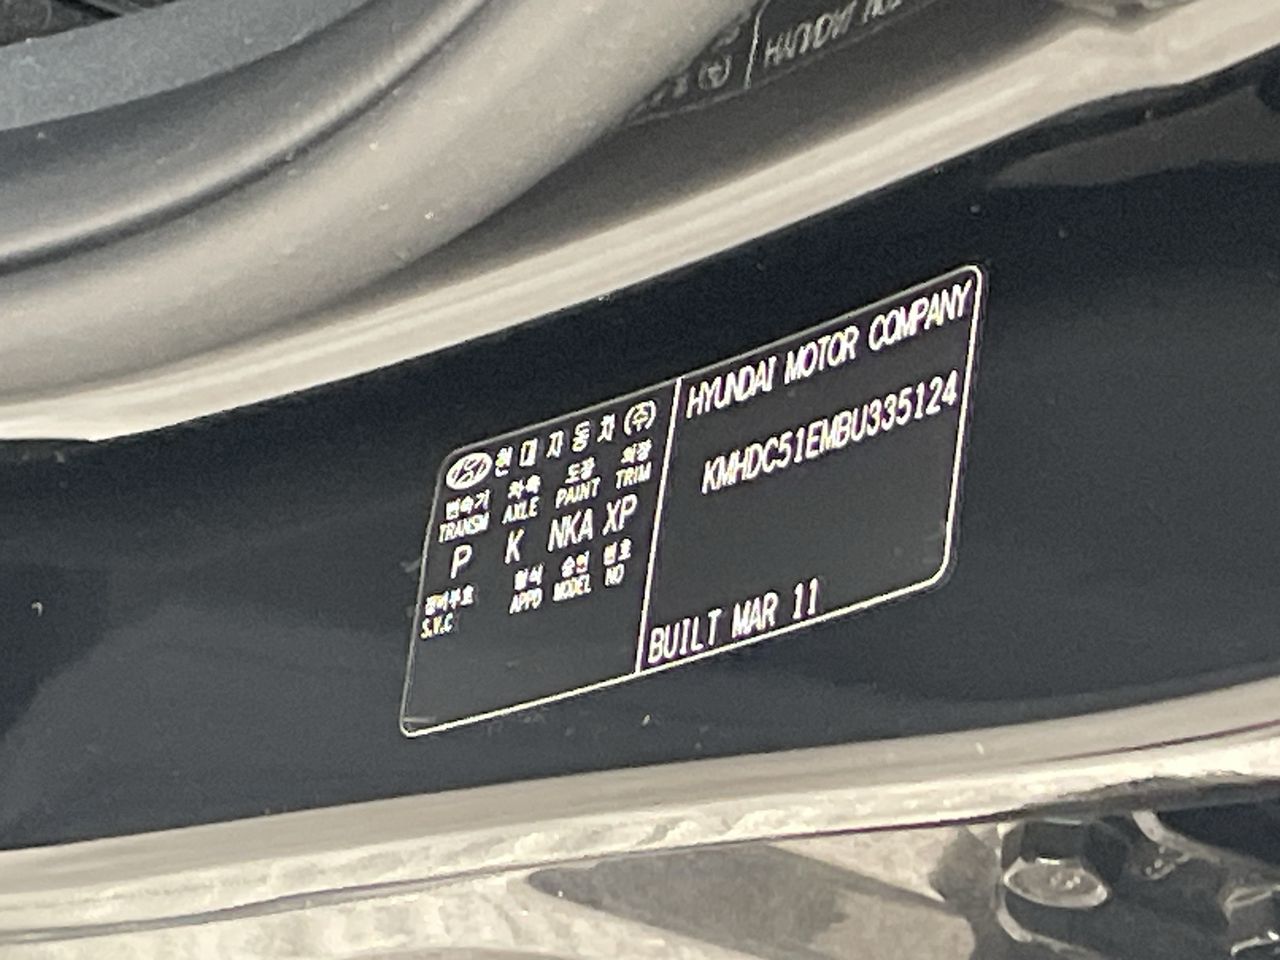 현대자동차(주)
변속기 차축 도장 의장
TRANSM AXLE PAINT TRIM
P K NKA XP
형식 승인 번호
APPD MODEL NO
장비부호
S.V.C
HYUNDAI MOTOR COMPANY
KMHDC51EMBU335124
BUILT MAR 11